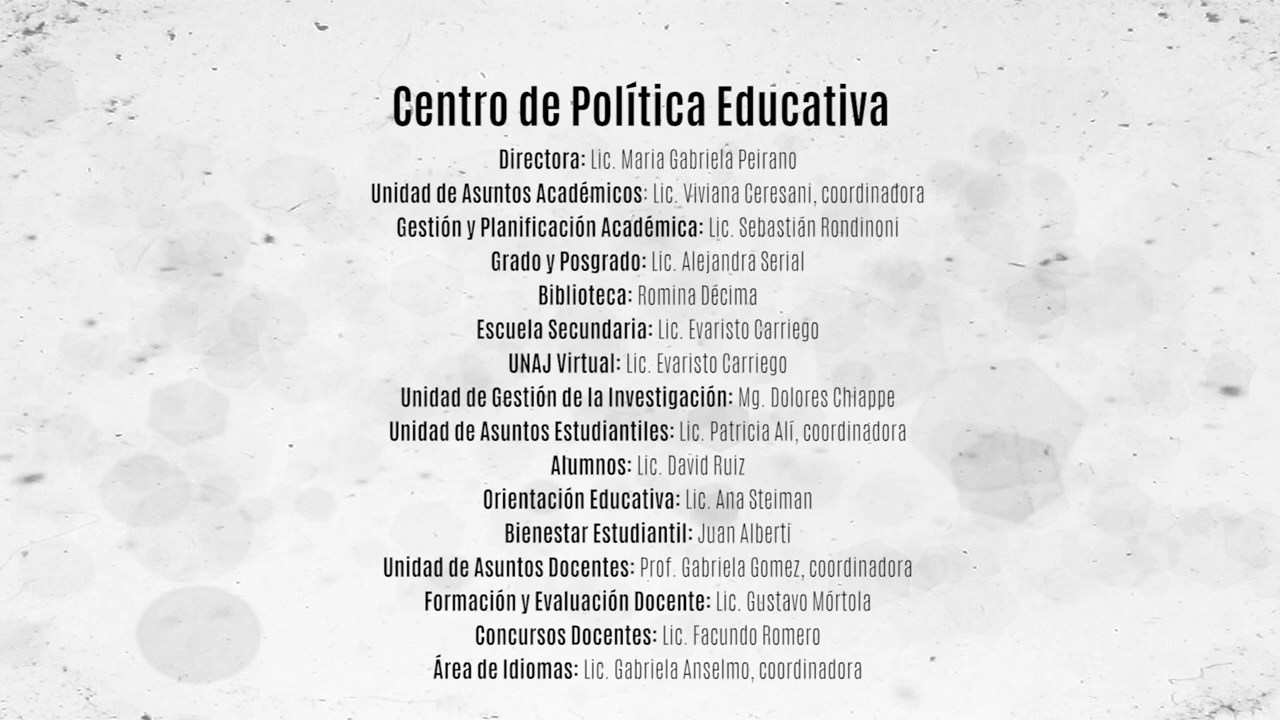 Centro de Política Educativa
Directora: Lic. Maria Gabriela Peirano
Unidad de Asuntos Académicos: Lic. Viviana Ceresani, coordinadora
Gestión y Planificación Académica: Lic. Sebastián Rondinoni
Grado y Posgrado: Lic. Alejandra Serial
Biblioteca: Romina Décima
Escuela Secundaria: Lic. Evaristo Carriego
UNAJ Virtual: Lic. Evaristo Carriego
Unidad de Gestión de la Investigación: Mg. Dolores Chiappe
Unidad de Asuntos Estudiantiles: Lic. Patricia Alí, coordinadora
Alumnos: Lic. David Ruiz
Orientación Educativa: Lic. Ana Steiman
Bienestar Estudiantil: Juan Alberti
Unidad de Asuntos Docentes: Prof. Gabriela Gomez, coordinadora
Formación y Evaluación Docente: Lic. Gustavo Mórtola
Concursos Docentes: Lic. Facundo Romero
Área de Idiomas: Lic. Gabriela Anselmo, coordinadora